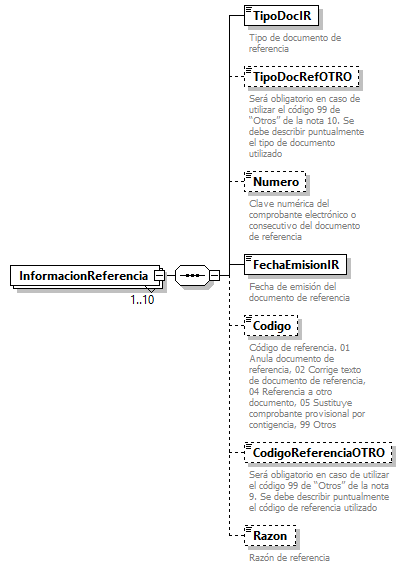 TipoDocIR
Tipo de documento de
referencia
TipoDocRefOTRO
Será obligatorio en caso de
utilizar el código 99 de
"Otros" de la nota 10. Se
debe describir puntualmente
el tipo de documento
utilizado
Numero
Clave numérica del
comprobante electrónico o
consecutivo del documento
de referencia
InformacionReferencia
1..10
FechaEmisionIR
Fecha de emisión del
documento de referencia
Codigo
Código de referencia. 01
Anula documento de
referencia, 02 Corrige texto
de documento de referencia,
04 Referencia a otro
documento, 05 Sustituye
comprobante provisional por
contigencia, 99 Otros
CodigoReferenciaOTRO
Será obligatorio en caso de utilizar
el código 99 de "Otros" de la nota
9. Se debe describir puntualmente
el código de referencia utilizado
Razon
Razón de referencia